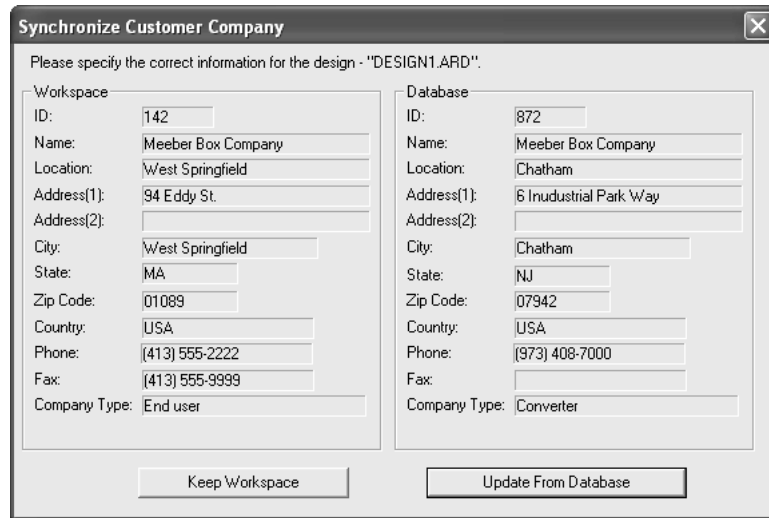 Synchronize Customer Company
Please specify the correct information for the design - "DESIGN1.ARD".
Workspace
ID: 142
Name: Meeber Box Company
Location: West Springfield
Address(1): 94 Eddy St.
Address(2):
City: West Springfield
State: MA
Zip Code: 01089
Country: USA
Phone: (413) 555-2222
Fax: (413) 555-9999
Company Type: End user
Database
ID: 872
Name: Meeber Box Company
Location: Chatham
Address(1): 6 Inudustrial Park Way
Address(2):
City: Chatham
State: NJ
Zip Code: 07942
Country: USA
Phone: (973) 408-7000
Fax:
Company Type: Converter
Keep Workspace
Update From Database